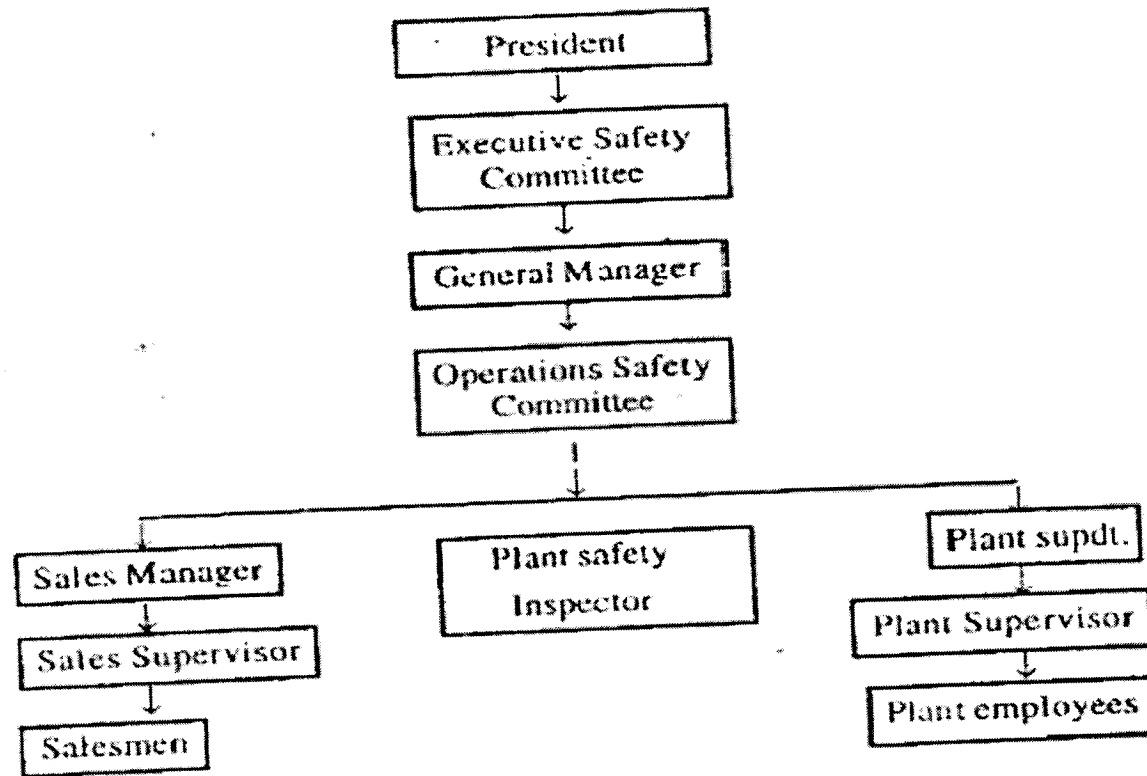 President
Executive Safety
Committee
General Manager
Operations Safety
Committee
Sales Manager
Sales Supervisor
Salesmen
Plant safety
Inspector
Plant supdt.
Plant Supervisor
Plant employees